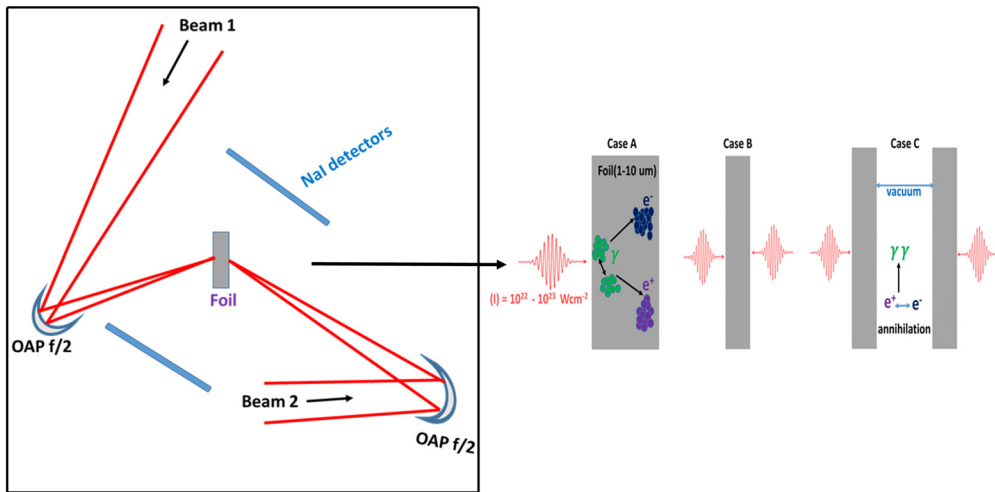 Beam 1
NaI detectors
Foil
OAP f/2
Beam 2
OAP f/2
Case A
Foil(1-10 um)
e-
γ
e+
(I) = 10²² - 10²³ Wcm⁻²
Case B
Case C
vacuum
γ γ
e+ e-
annihilation